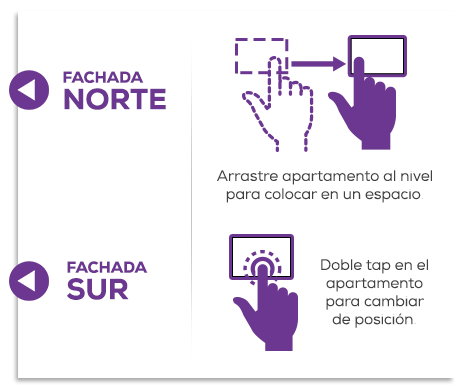 FACHADA
NORTE
Arrastre apartamento al nivel
para colocar en un espacio
FACHADA
SUR
Doble tap en el
apartamento
para cambiar
de posición